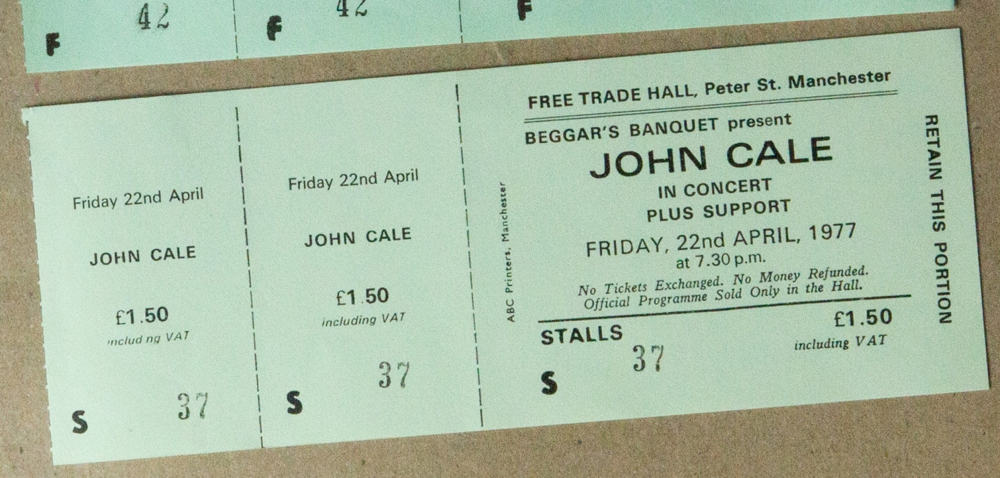 42
42
F
F
F
Friday 22nd April
JOHN CALE
£1.50
includ ng VAT
S 37
Friday 22nd April
JOHN CALE
£1.50
including VAT
S 37
ABC Printers, Manchester
FREE TRADE HALL, Peter St. Manchester
BEGGAR'S BANQUET present
JOHN CALE
IN CONCERT
PLUS SUPPORT
FRIDAY, 22nd APRIL, 1977
at 7.30 p.m.
No Tickets Exchanged. No Money Refunded.
Official Programme Sold Only in the Hall.
STALLS £1.50
37 including VAT
S
RETAIN THIS PORTION